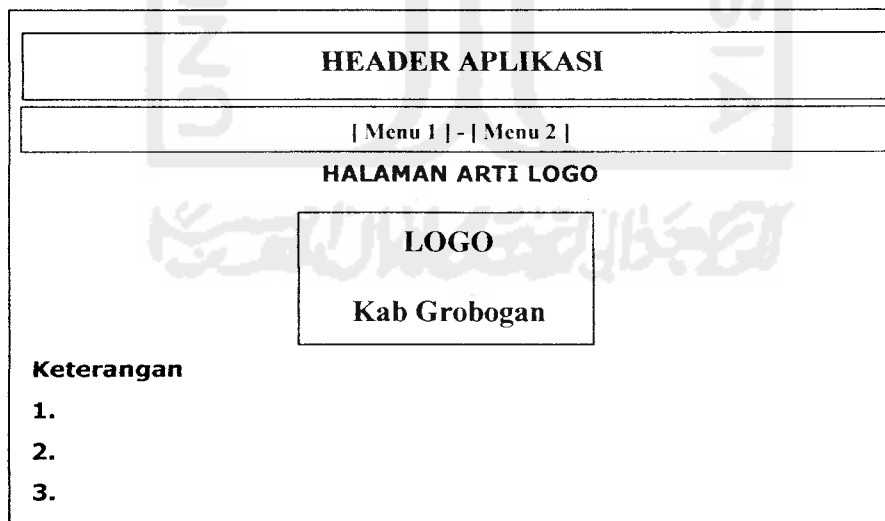 HEADER APLIKASI
| Menu 1 | - | Menu 2 |
HALAMAN ARTI LOGO
LOGO
Kab Grobogan
Keterangan
1.
2.
3.